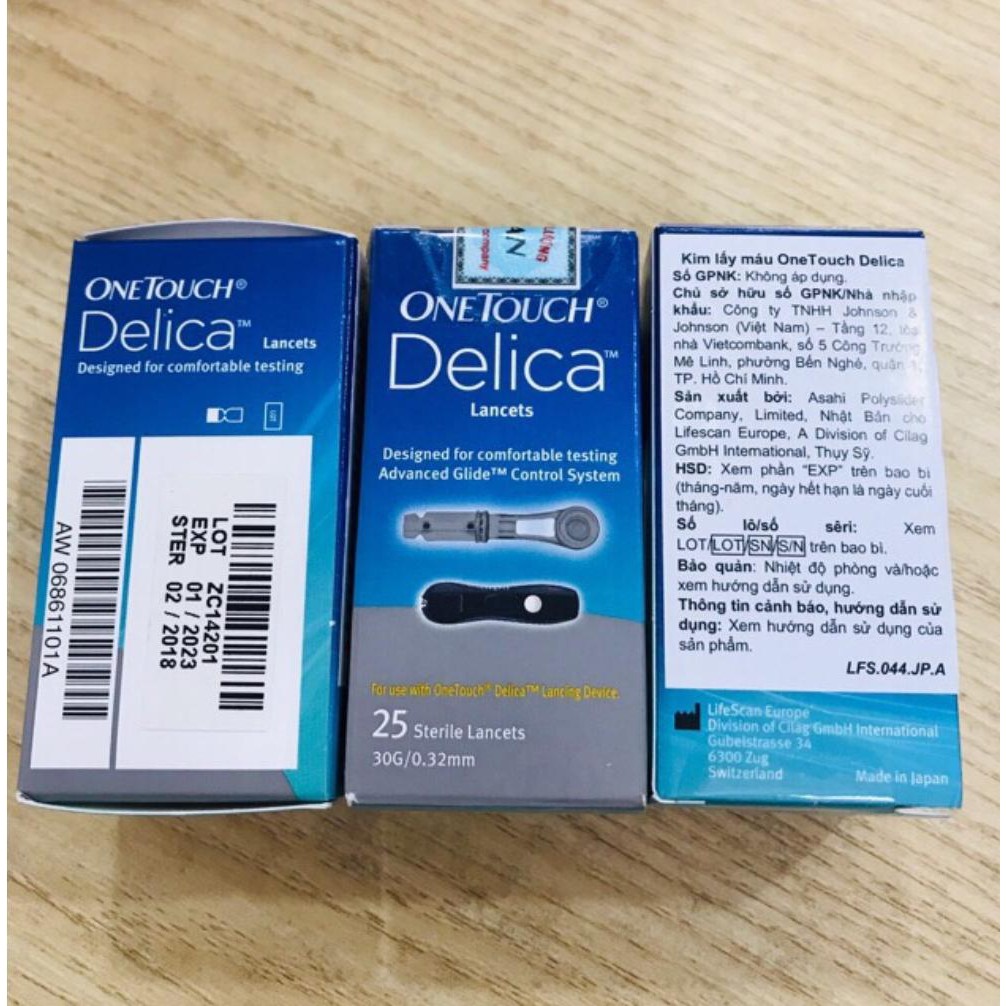 ONETOUCH®
Delica™ Lancets
Designed for comfortable testing
LOT
AW 06861101A
LOT ZC14201
EXP 01 / 2023
STER 02 / 2018
ƯƠNG
company
AN
ONETOUCH®
Delica™
Lancets
Designed for comfortable testing
Advanced Glide™ Control System
For use with OneTouch® Delica™ Lancing Device.
25 Sterile Lancets
30G/0.32mm
Kim lấy máu OneTouch Delica
Số GPNK: Không áp dụng.
Chủ sở hữu số GPNK/Nhà nhập
khẩu: Công ty TNHH Johnson &
Johnson (Việt Nam) – Tầng 12, tòa
nhà Vietcombank, số 5 Công Trường
Mê Linh, phường Bến Nghé, quận 1,
TP. Hồ Chí Minh.
Sản xuất bởi: Asahi Polyslider
Company, Limited, Nhật Bản cho
Lifescan Europe, A Division of Cilag
GmbH International, Thụy Sỹ.
HSD: Xem phần "EXP" trên bao bì
(tháng-năm, ngày hết hạn là ngày cuối
tháng).
Số lô/số sêri: Xem
LOT/LOT/SN/S/N trên bao bì.
Bảo quản: Nhiệt độ phòng và/hoặc
xem hướng dẫn sử dụng.
Thông tin cảnh báo, hướng dẫn sử
dụng: Xem hướng dẫn sử dụng của
sản phẩm.
LFS.044.JP.A
LifeScan Europe
Division of Cilag GmbH International
Gubelstrasse 34
6300 Zug
Switzerland
Made in Japan